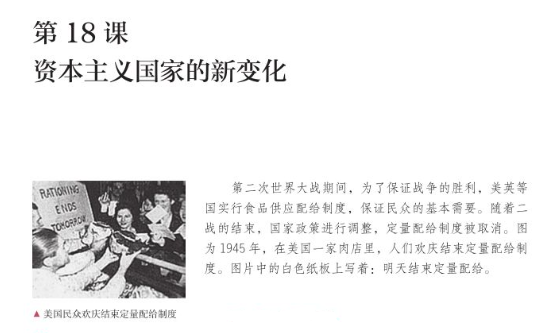 第 18 课
资本主义国家的新变化
RATIONING
ENDS
TOMORROW
第二次世界大战期间，为了保证战争的胜利，美英等
国实行食品供应配给制度，保证民众的基本需要。随着二
战的结束，国家政策进行调整，定量配给制度被取消。图
为 1945 年，在美国一家肉店里，人们欢庆结束定量配给制
度。图片中的白色纸板上写着：明天结束定量配给。
▲ 美国民众欢庆结束定量配给制度